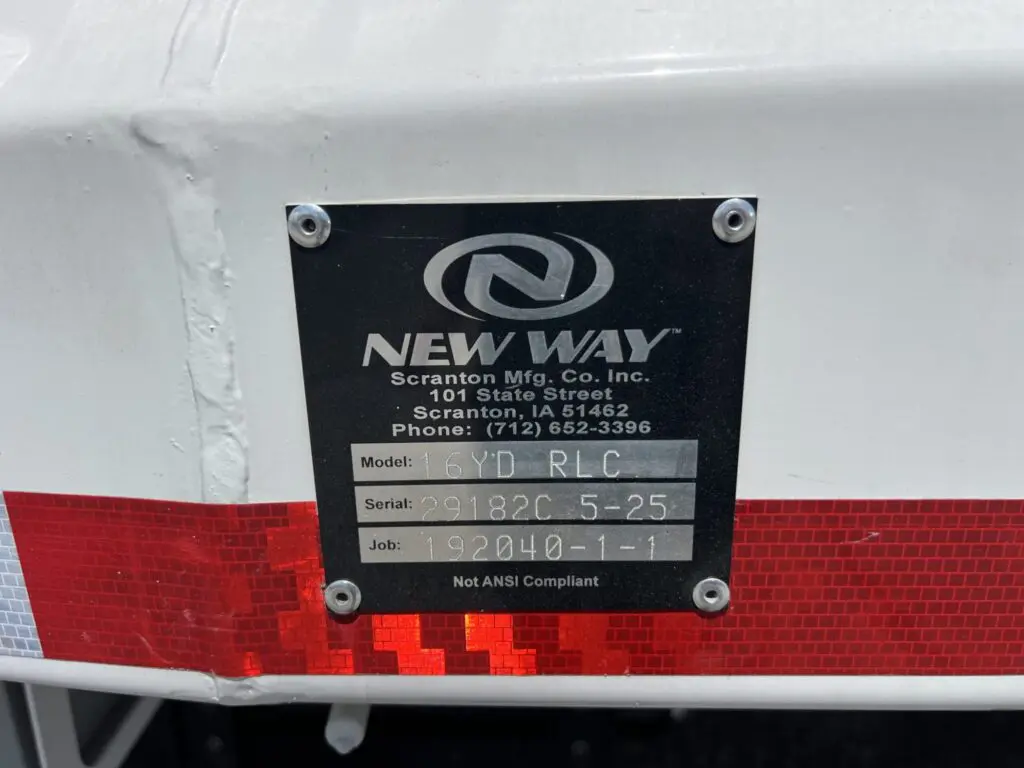 N
NEW WAY™
Scranton Mfg. Co. Inc.
101 State Street
Scranton, IA 51462
Phone: (712) 652-3396
Model: 16YD RLC
Serial: 29182C 5-25
Job: 192040-1-1
Not ANSI Compliant